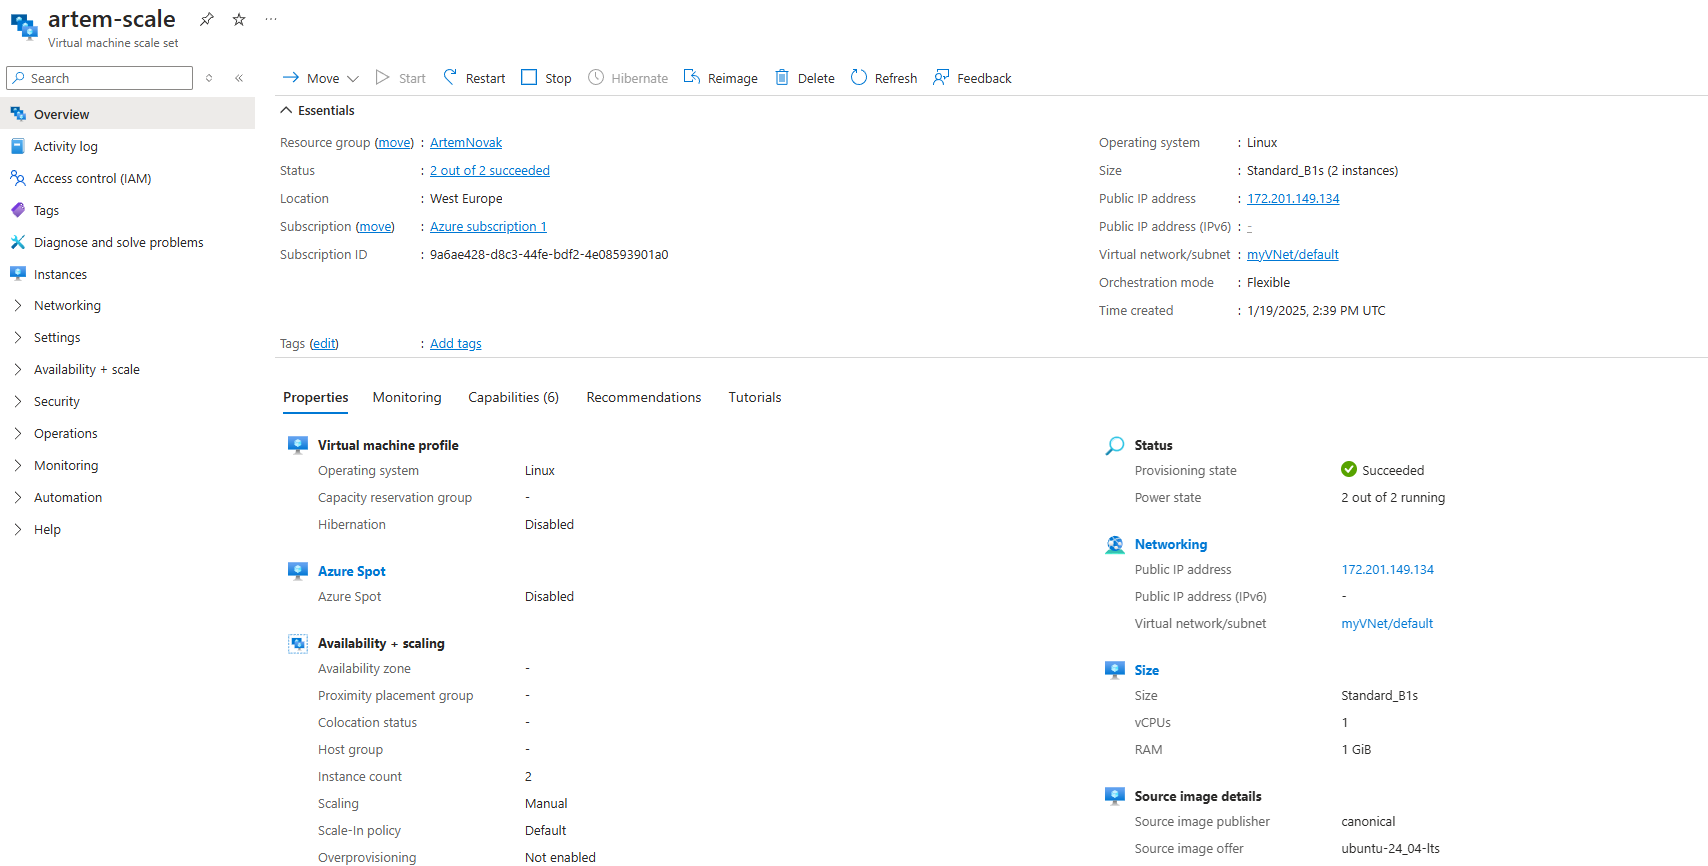 artem-scale
Virtual machine scale set
Search
Overview
Activity log
Access control (IAM)
Tags
Diagnose and solve problems
Instances
Networking
Settings
Availability + scale
Security
Operations
Monitoring
Automation
Help
Move Start Restart Stop Hibernate Reimage Delete Refresh Feedback
Essentials
Resource group (move) : ArtemNovak
Status : 2 out of 2 succeeded
Location : West Europe
Subscription (move) : Azure subscription 1
Subscription ID : 9a6ae428-d8c3-44fe-bdf2-4e08593901a0
Operating system : Linux
Size : Standard_B1s (2 instances)
Public IP address : 172.201.149.134
Public IP address (IPv6) : -
Virtual network/subnet : myVNet/default
Orchestration mode : Flexible
Time created : 1/19/2025, 2:39 PM UTC
Tags (edit) : Add tags
Properties Monitoring Capabilities (6) Recommendations Tutorials
Virtual machine profile
Operating system Linux
Capacity reservation group -
Hibernation Disabled
Azure Spot
Azure Spot Disabled
Availability + scaling
Availability zone -
Proximity placement group -
Colocation status -
Host group -
Instance count 2
Scaling Manual
Scale-In policy Default
Overprovisioning Not enabled
Status
Provisioning state Succeeded
Power state 2 out of 2 running
Networking
Public IP address 172.201.149.134
Public IP address (IPv6) -
Virtual network/subnet myVNet/default
Size
Size Standard_B1s
vCPUs 1
RAM 1 GiB
Source image details
Source image publisher canonical
Source image offer ubuntu-24_04-lts